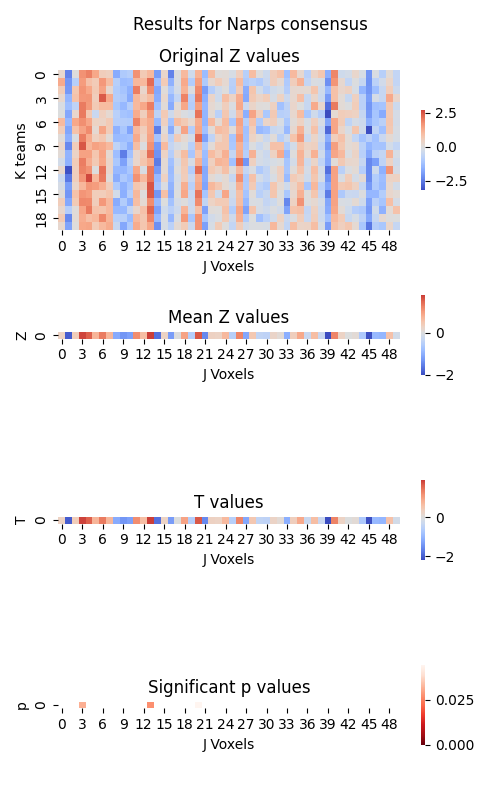 Results for Narps consensus
Original Z values
K teams
0
3
6
9
12
15
18
0 3 6 9 12 15 18 21 24 27 30 33 36 39 42 45 48
J Voxels
2.5
0.0
−2.5
Mean Z values
Z
0
0 3 6 9 12 15 18 21 24 27 30 33 36 39 42 45 48
J Voxels
0
−2
T values
T
0
0 3 6 9 12 15 18 21 24 27 30 33 36 39 42 45 48
J Voxels
0
−2
Significant p values
p
0
0 3 6 9 12 15 18 21 24 27 30 33 36 39 42 45 48
J Voxels
0.025
0.000